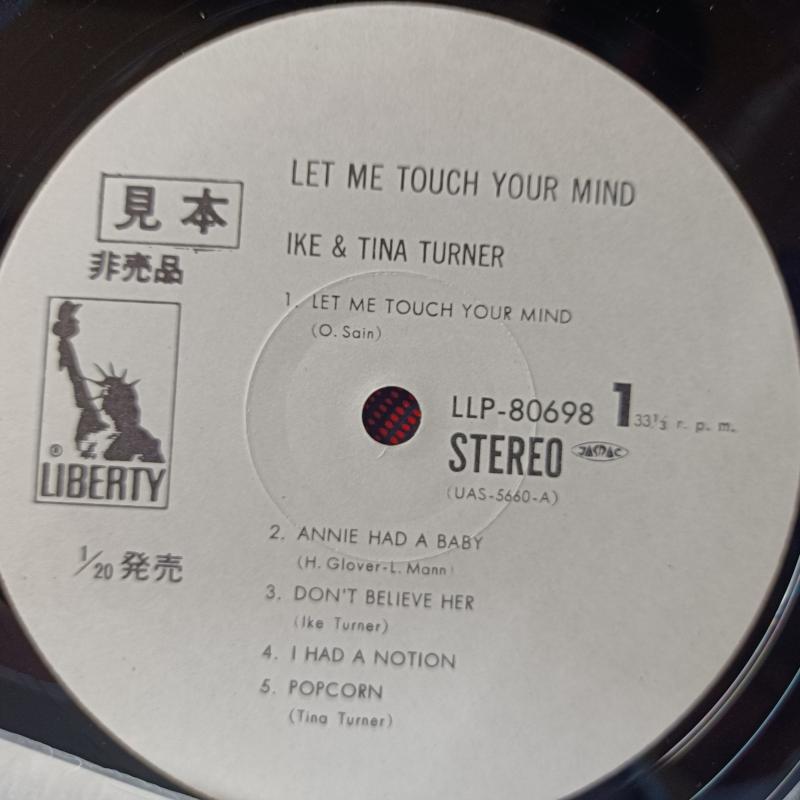 見本
非売品
LIBERTY
®
1/20 発売
LET ME TOUCH YOUR MIND
IKE & TINA TURNER
1. LET ME TOUCH YOUR MIND
(O. Sain)
LLP-80698 1 33⅓ r. p. m.
STEREO JASRAC
(UAS-5660-A)
2. ANNIE HAD A BABY
(H. Glover-L. Mann)
3. DON'T BELIEVE HER
(Ike Turner)
4. I HAD A NOTION
5. POPCORN
(Tina Turner)